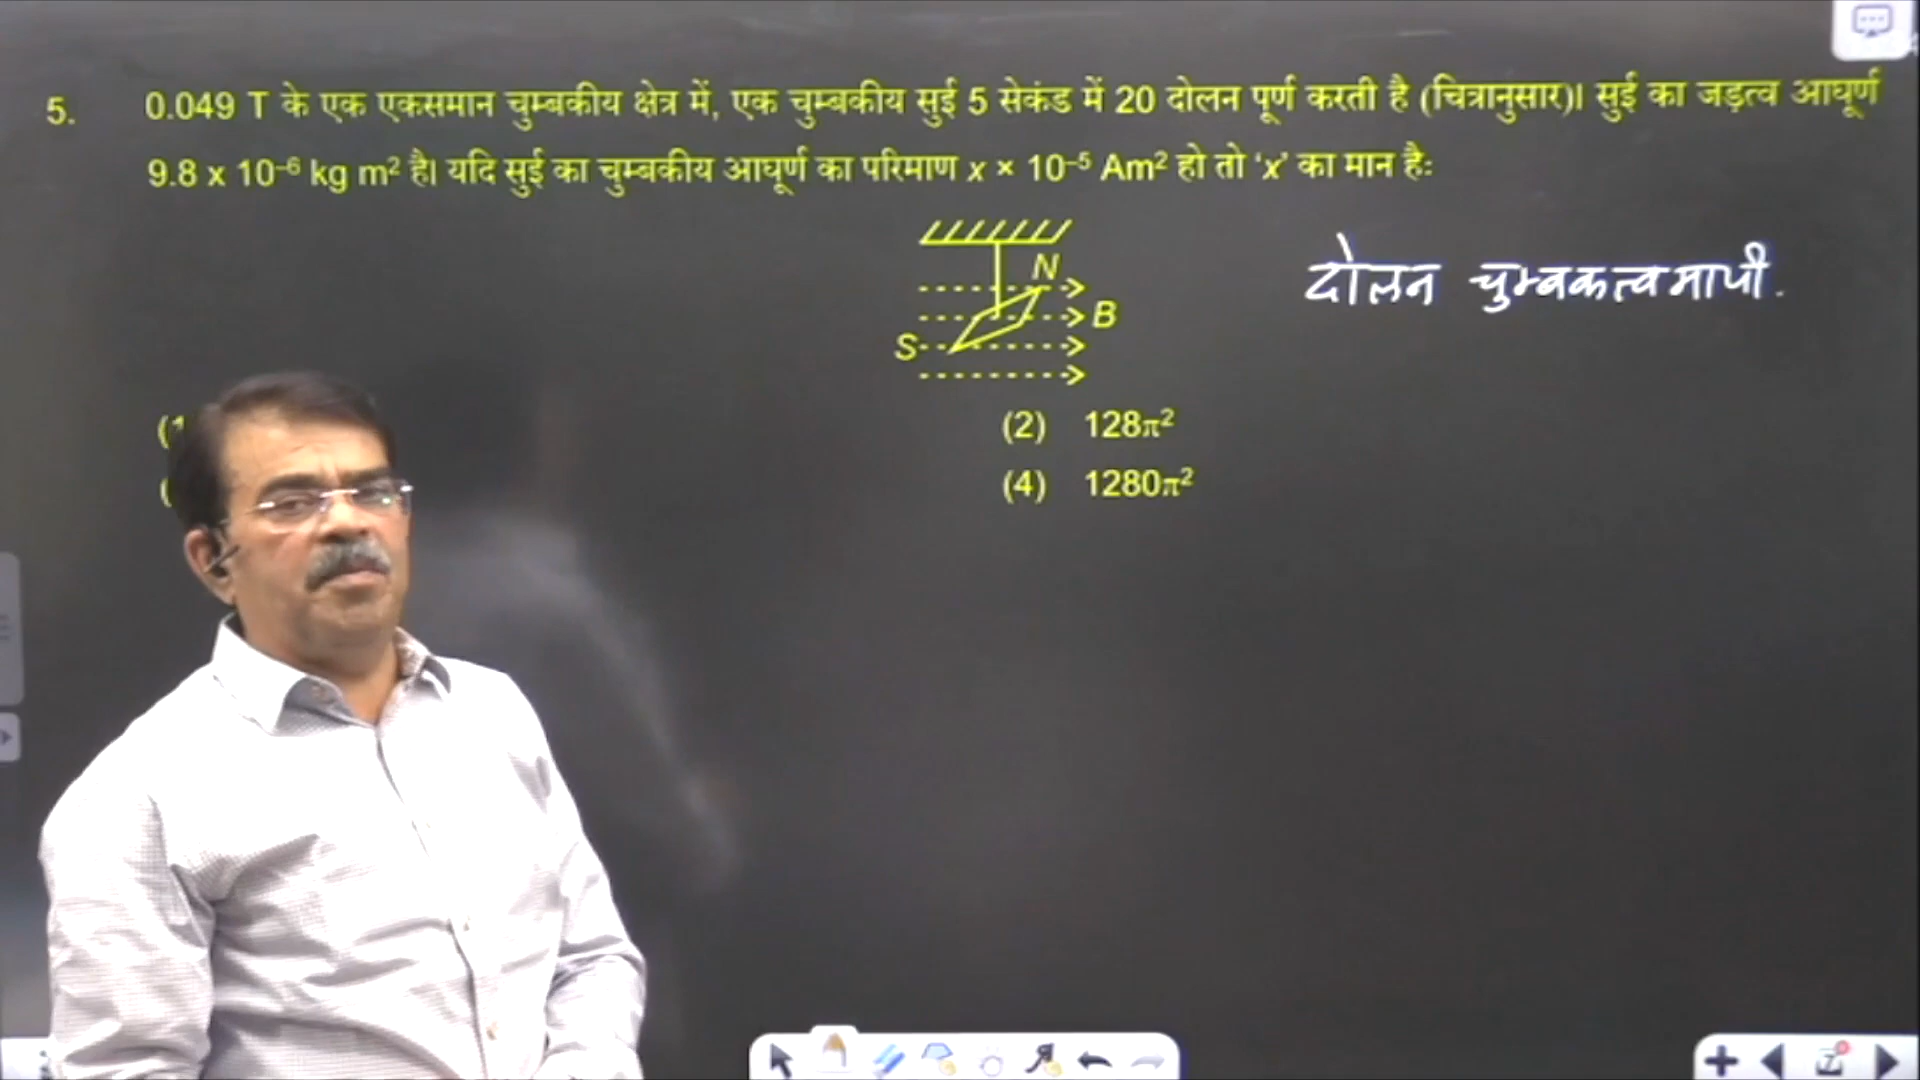 5. 0.049 T के एक एकसमान चुम्बकीय क्षेत्र में, एक चुम्बकीय सुई 5 सेकंड में 20 दोलन पूर्ण करती है (चित्रानुसार)। सुई का जड़त्व आघूर्ण
9.8 x 10⁻⁶ kg m² है। यदि सुई का चुम्बकीय आघूर्ण का परिमाण x × 10⁻⁵ Am² हो तो ‘x’ का मान है:
N
B
S
दोलन चुम्बकत्वमापी.
(2) 128π²
(4) 1280π²